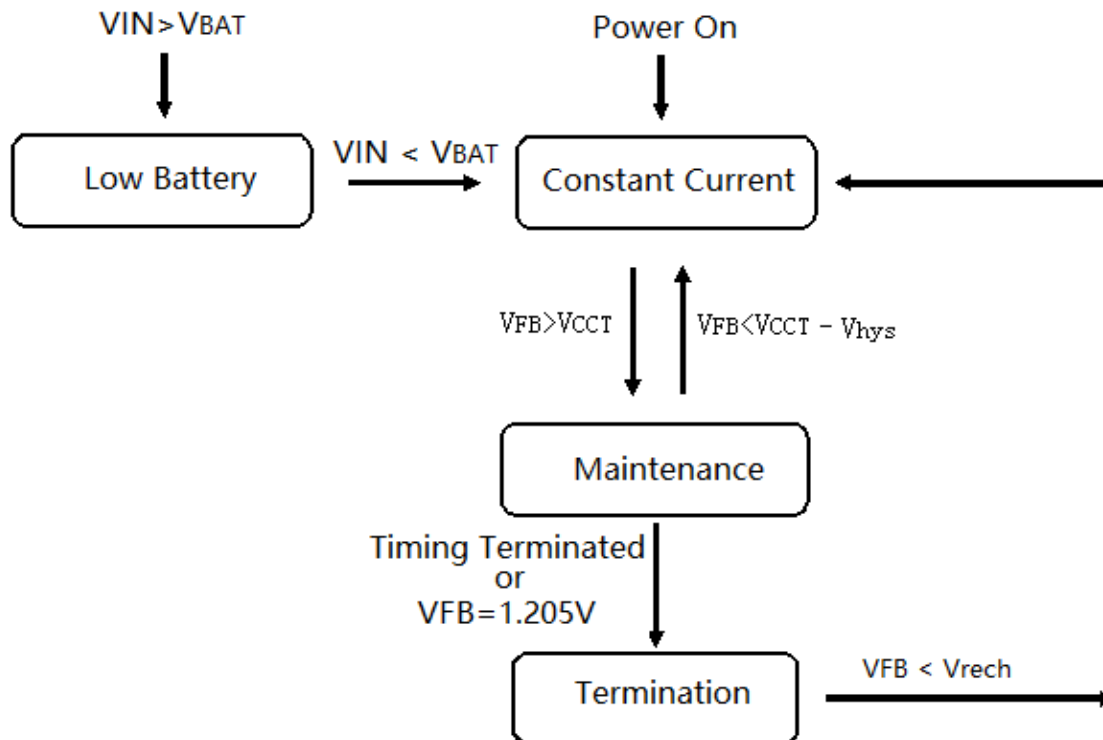 VIN>VBAT
Power On
Low Battery
VIN < VBAT
Constant Current
VFB>VCCT
VFB<VCCT - Vhys
Maintenance
Timing Terminated
or
VFB=1.205V
Termination
VFB < Vrech